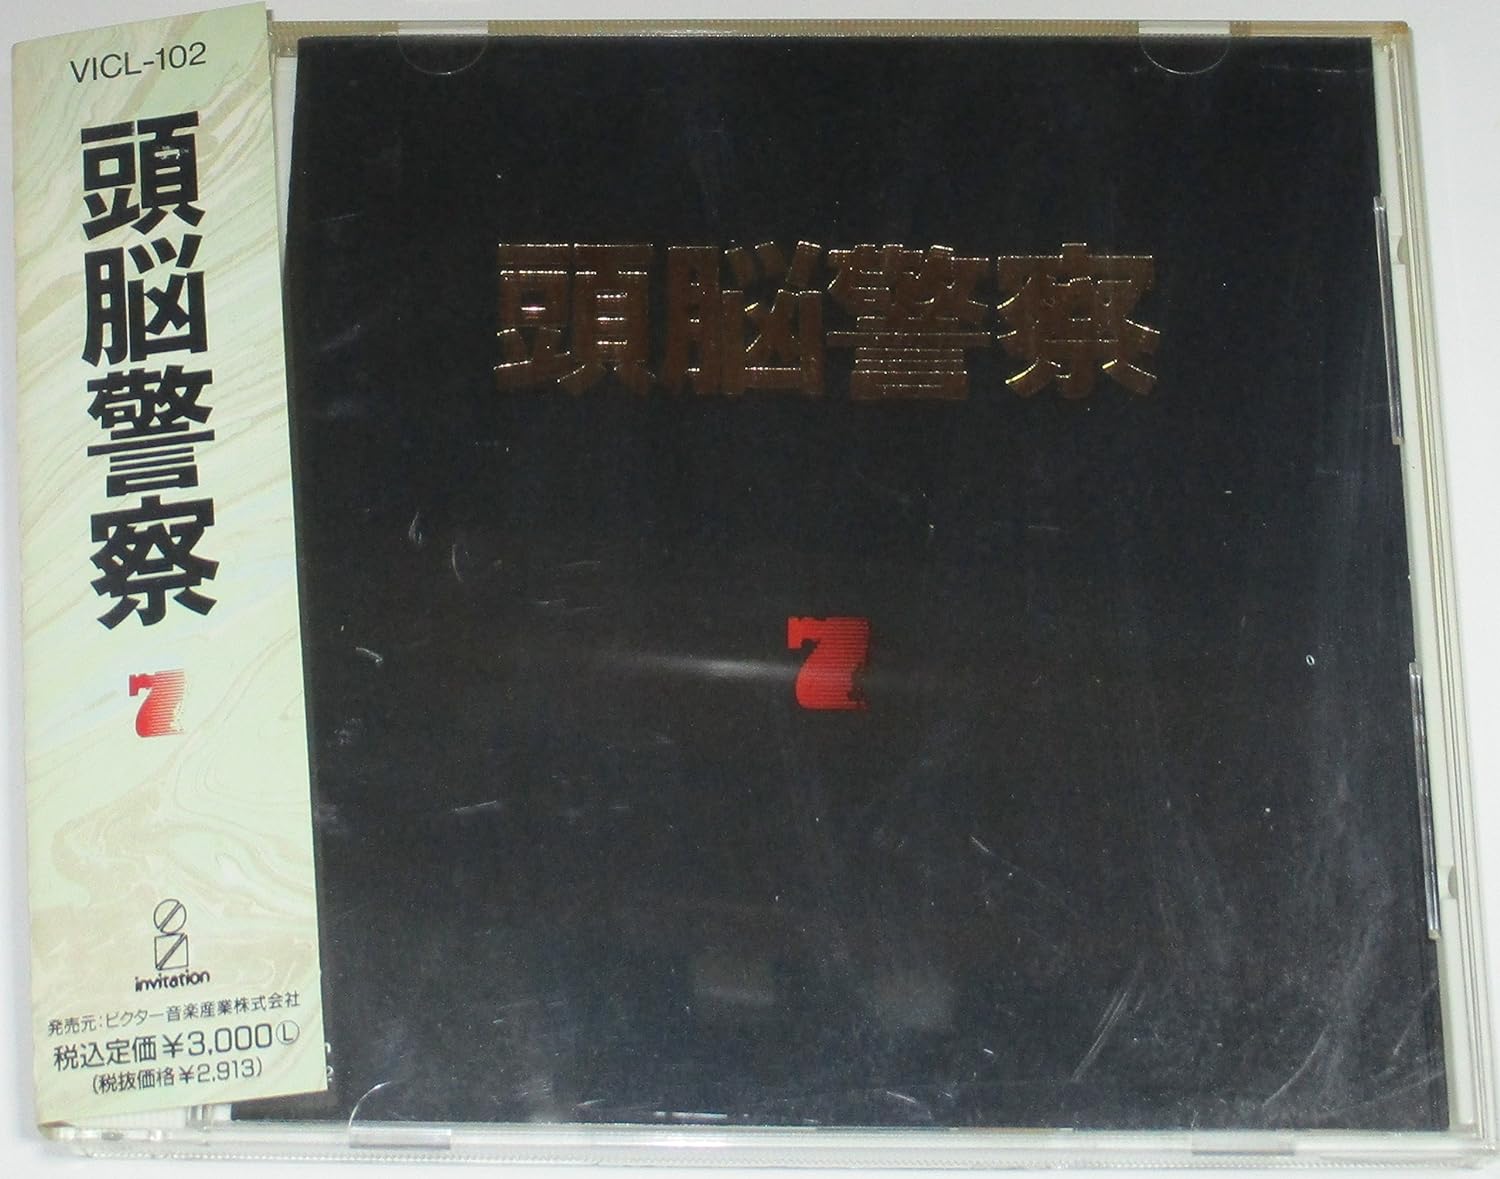 VICL-102
頭脳警察
7
invitation
発売元:ビクター音楽産業株式会社
税込定価¥3,000Ⓛ
(税抜価格¥2,913)
頭脳警察
7